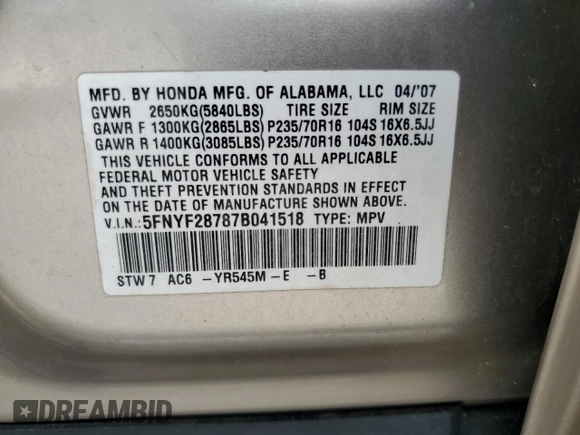 MFD. BY HONDA MFG. OF ALABAMA, LLC 04/'07
GVWR 2650KG(5840LBS) TIRE SIZE RIM SIZE
GAWR F 1300KG(2865LBS) P235/70R16 104S 16X6.5JJ
GAWR R 1400KG(3085LBS) P235/70R16 104S 16X6.5JJ
THIS VEHICLE CONFORMS TO ALL APPLICABLE
FEDERAL MOTOR VEHICLE SAFETY
AND THEFT PREVENTION STANDARDS IN EFFECT
ON THE DATE OF MANUFACTURE SHOWN ABOVE.
V.I.N.: 5FNYF28787B041518 TYPE: MPV
STW7 AC6 -YR545M-E -B
DREAMBID